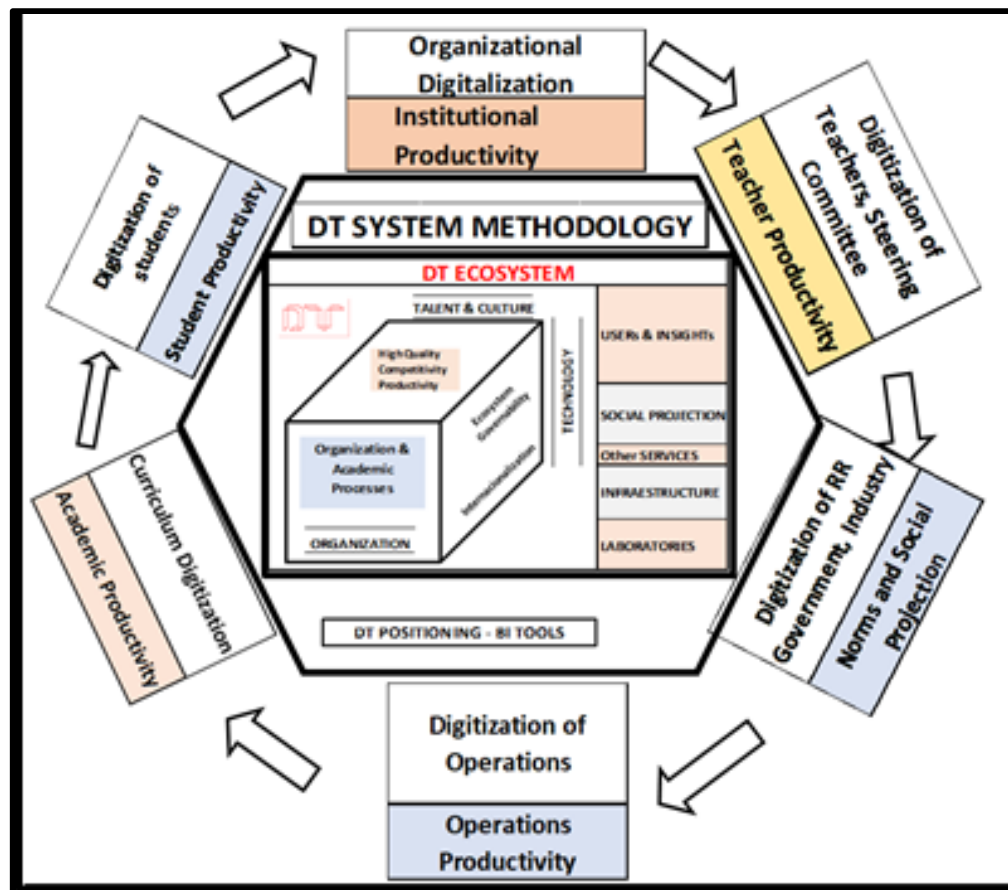 Organizational
Digitalization
Institutional
Productivity
Digitization of
Teachers, Steering
Committee
Teacher Productivity
Digitization of RR
Government, Industry
Norms and Social
Projection
Digitization of
Operations
Operations
Productivity
Curriculum Digitization
Academic Productivity
Digitization of
students
Student Productivity
DT SYSTEM METHODOLOGY
DT ECOSYSTEM
TALENT & CULTURE
High Quality
Competitivity
Productivity
Ecosystem
Governability
Internacionalization
TECHNOLOGY
Organization &
Academic
Processes
ORGANIZATION
USERs & INSIGHTs
SOCIAL PROJECTION
Other SERVICES
INFRAESTRUCTURE
LABORATORIES
DT POSITIONING - BI TOOLS